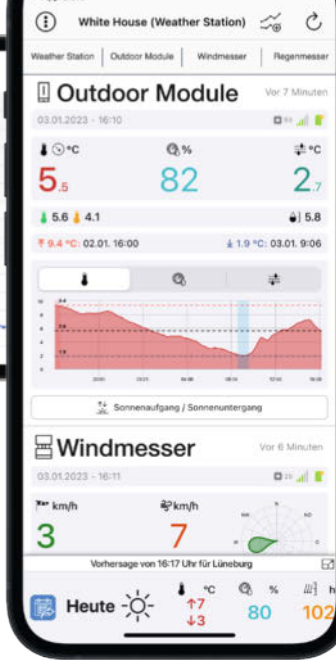 White House (Weather Station)
Weather Station | Outdoor Module | Windmesser | Regenmesser
Outdoor Module Vor 7 Minuten
03.01.2023 - 16:10
°C % °C
5.5 82 2.7
5.6 4.1 5.8
9.4 °C: 02.01. 16:00 1.9 °C: 03.01. 9:06
Sonnenaufgang / Sonnenuntergang
Windmesser Vor 6 Minuten
03.01.2023 - 16:11
km/h km/h
3 7
Vorhersage von 16:17 Uhr für Lüneburg
°C % h
Heute 7 80 102
3